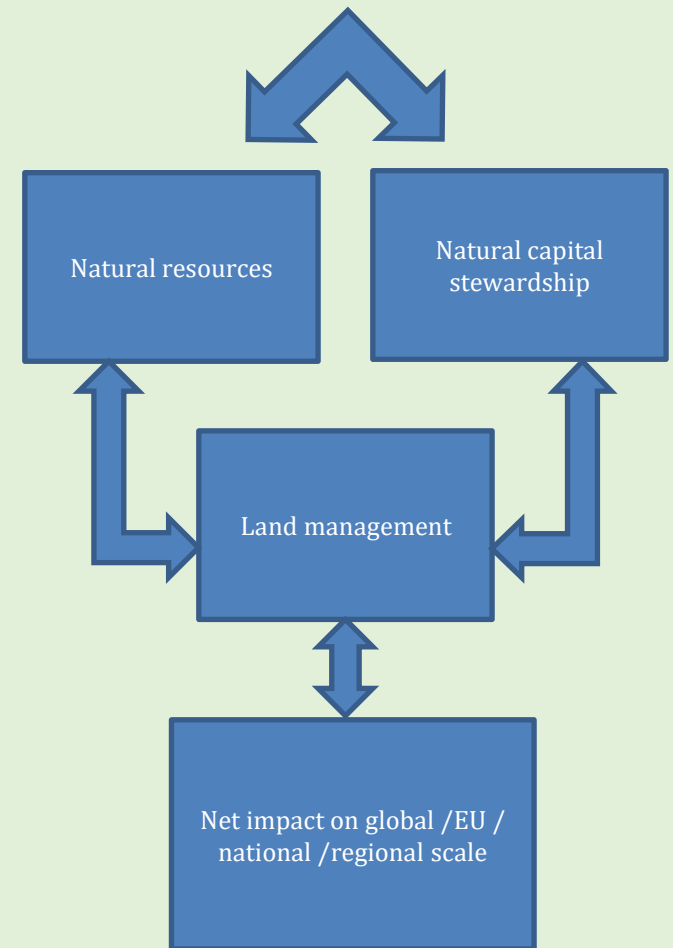 Natural resources
Natural capital
stewardship
Land management
Net impact on global /EU /
national /regional scale